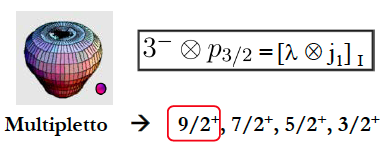 3⁻ ⊗ p₃/₂ = [λ ⊗ j₁] I
Multipletto → 9/2⁺, 7/2⁺, 5/2⁺, 3/2⁺